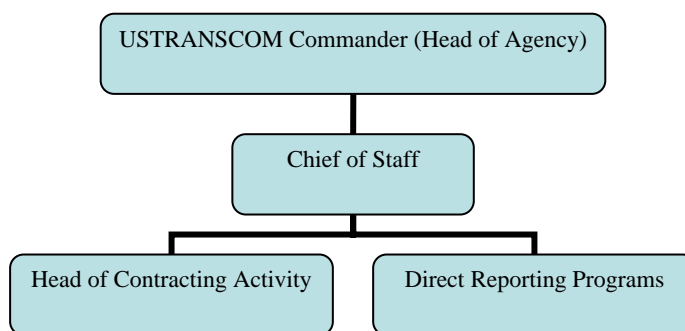 USTRANSCOM Commander (Head of Agency)
Chief of Staff
Head of Contracting Activity
Direct Reporting Programs